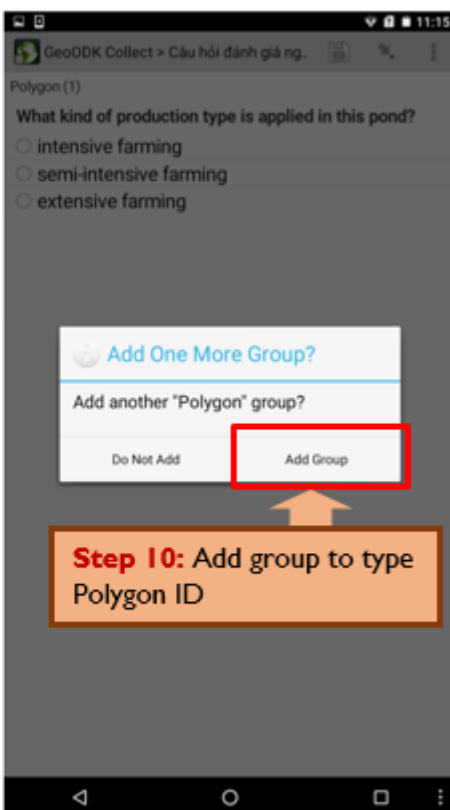 11:15
GeoODK Collect > Câu hỏi đánh giá ng..
Polygon (1)
What kind of production type is applied in this pond?
intensive farming
semi-intensive farming
extensive farming
Add One More Group?
Add another "Polygon" group?
Do Not Add
Add Group
Step 10: Add group to type
Polygon ID